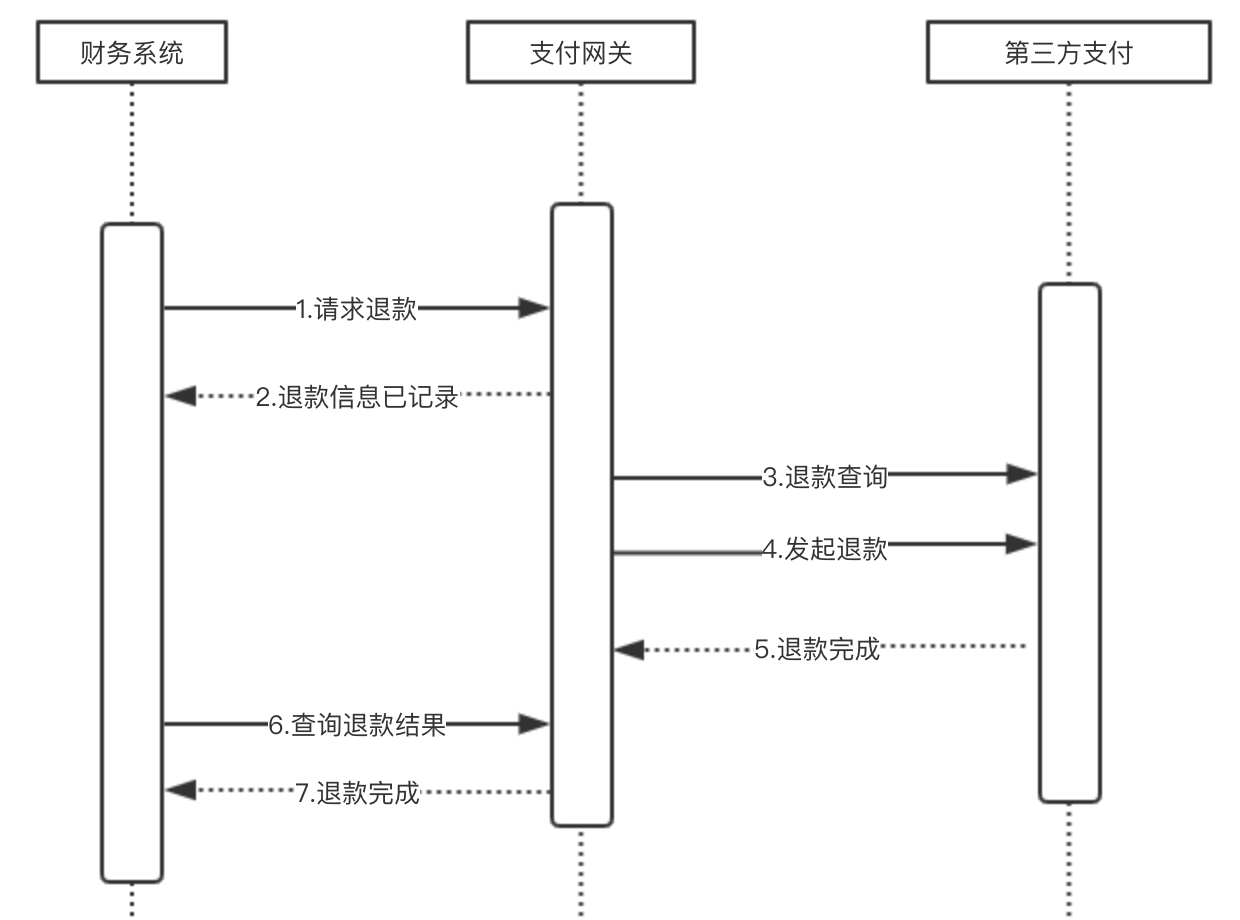 财务系统
支付网关
第三方支付
1.请求退款
2.退款信息已记录
3.退款查询
4.发起退款
5.退款完成
6.查询退款结果
7.退款完成